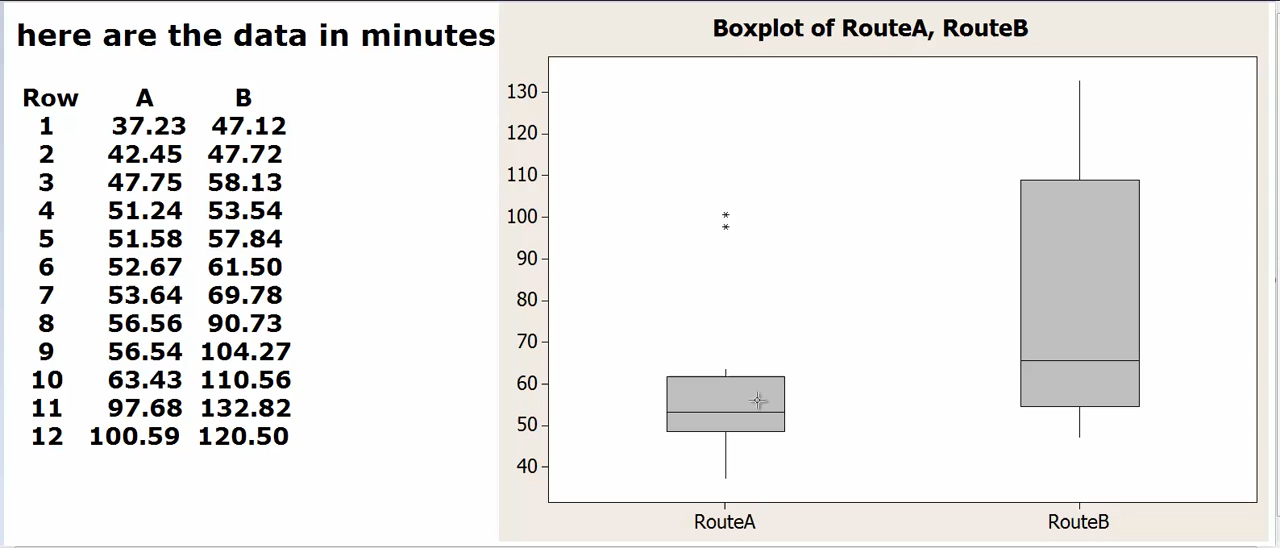 here are the data in minutes
Row A B
1 37.23 47.12
2 42.45 47.72
3 47.75 58.13
4 51.24 53.54
5 51.58 57.84
6 52.67 61.50
7 53.64 69.78
8 56.56 90.73
9 56.54 104.27
10 63.43 110.56
11 97.68 132.82
12 100.59 120.50
Boxplot of RouteA, RouteB
130
120
110
100
90
80
70
60
50
40
RouteA RouteB